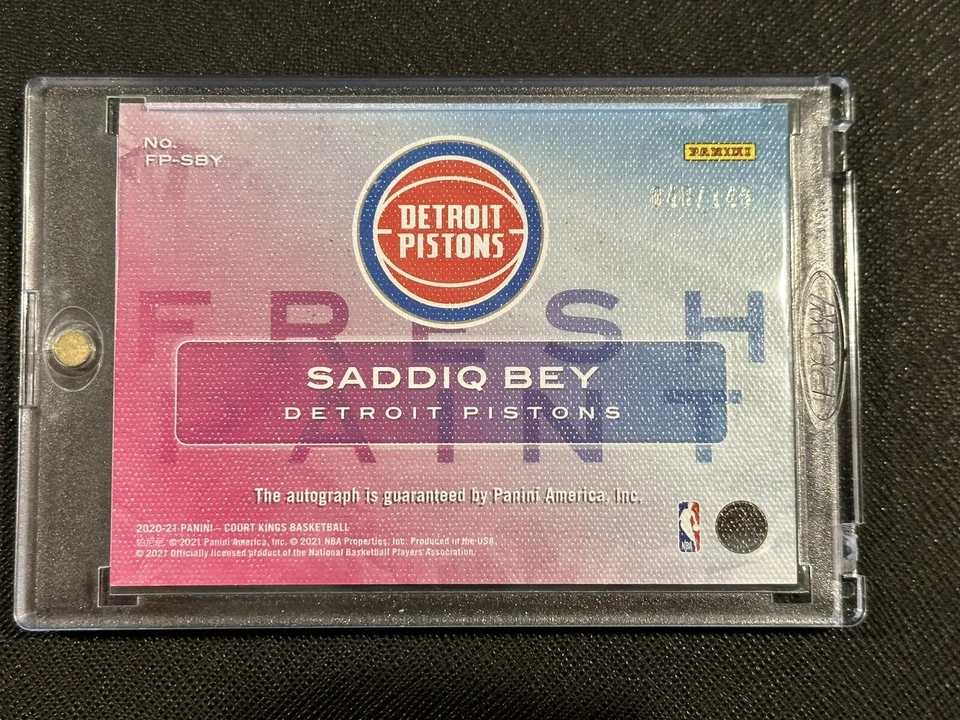 No.
FP-SBY
PANINI
DETROIT
PISTONS
FRESH
PAINT
SADDIQ BEY
DETROIT PISTONS
The autograph is guaranteed by Panini America, Inc.
2020-21 PANINI – COURT KINGS BASKETBALL
© 2021 Panini America, Inc. © 2021 NBA Properties, Inc. Produced in the USA.
© 2021 Officially licensed product of the National Basketball Players Association.